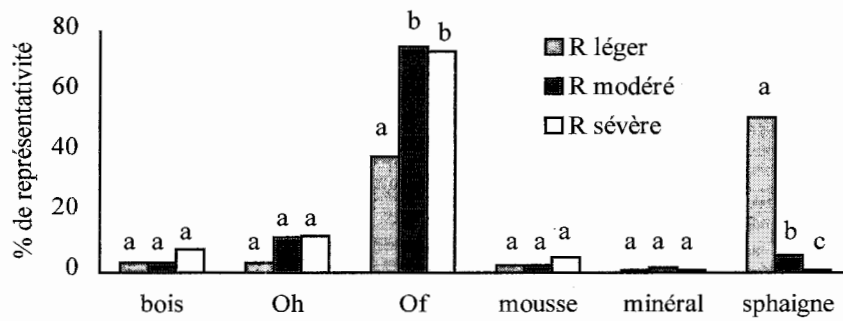 80
60
40
20
0
% de représentativité
R léger
R modéré
R sévère
a a a
a a a
a b b
a a a
a a a
a b c
bois Oh Of mousse minéral sphaigne